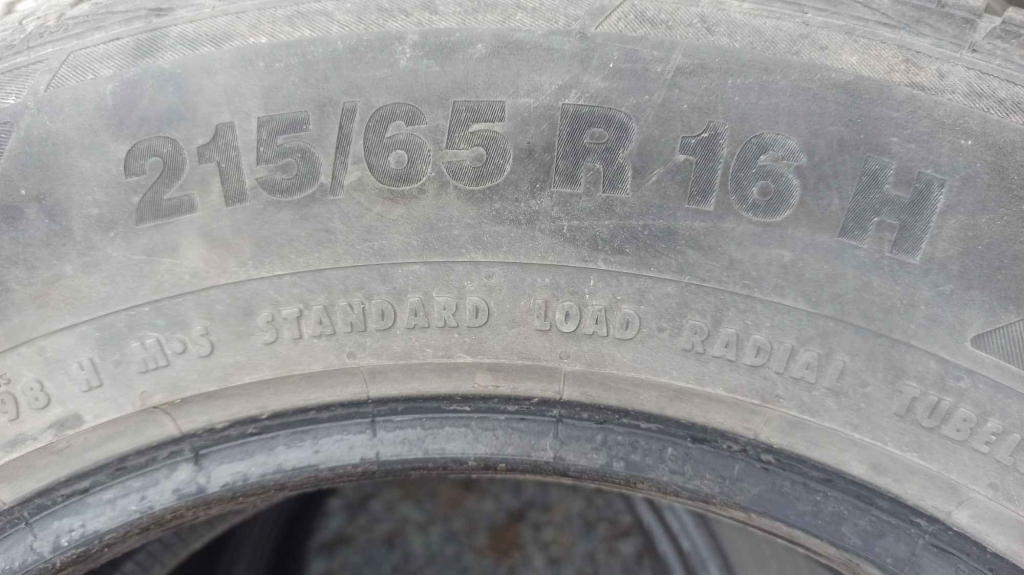 215/65 R 16 H
98 H · M·S STANDARD LOAD RADIAL TUBEL